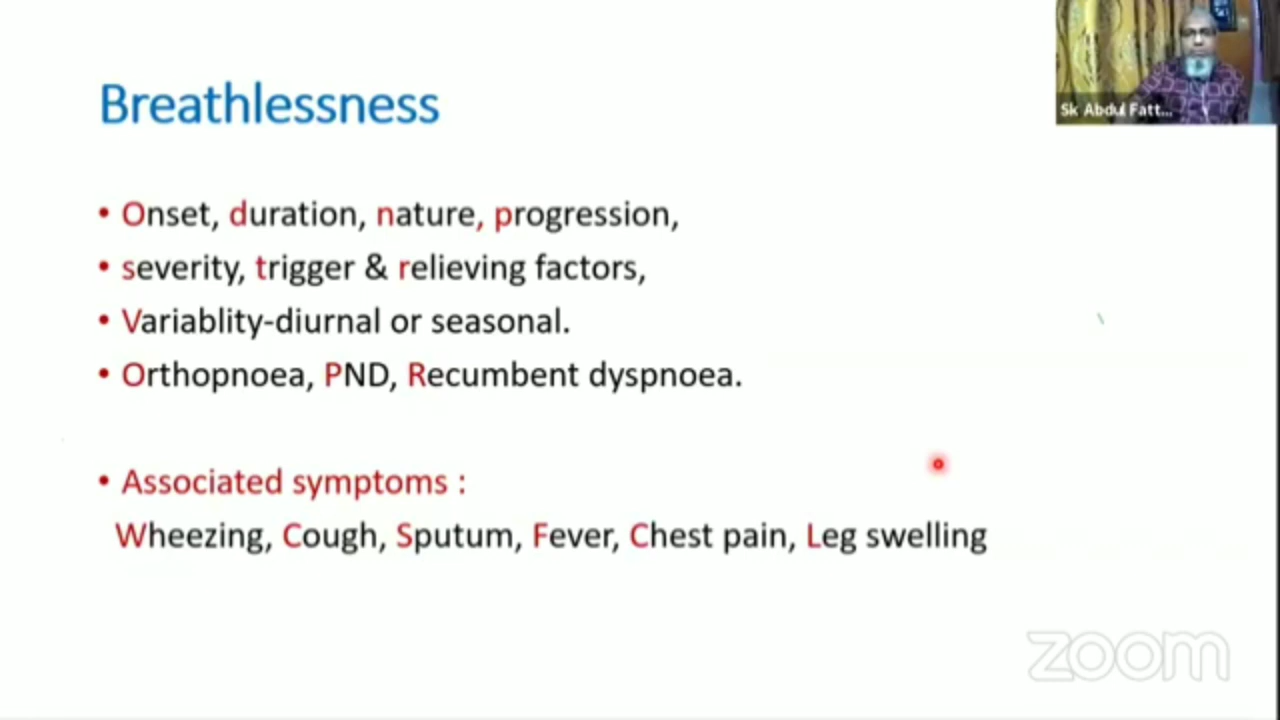 Sk Abdul Fatt...
Breathlessness
• Onset, duration, nature, progression,
• severity, trigger & relieving factors,
• Variablity-diurnal or seasonal.
• Orthopnoea, PND, Recumbent dyspnoea.
• Associated symptoms :
Wheezing, Cough, Sputum, Fever, Chest pain, Leg swelling
zoom